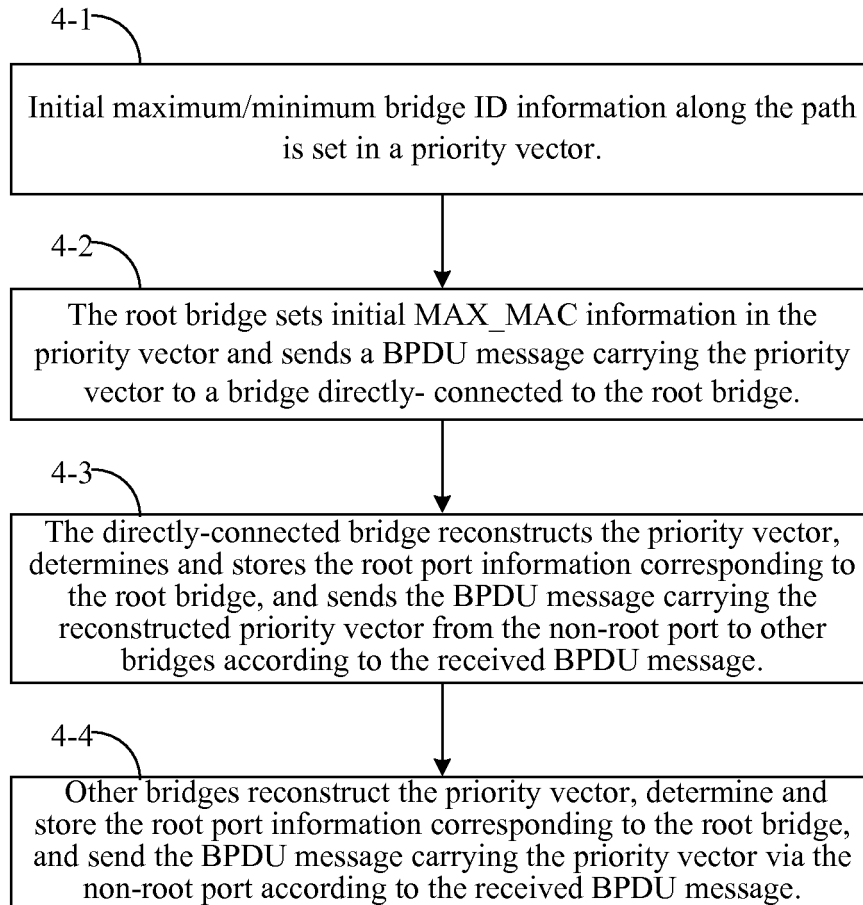 4-1
Initial maximum/minimum bridge ID information along the path
is set in a priority vector.
4-2
The root bridge sets initial MAX_MAC information in the
priority vector and sends a BPDU message carrying the priority
vector to a bridge directly- connected to the root bridge.
4-3
The directly-connected bridge reconstructs the priority vector,
determines and stores the root port information corresponding to
the root bridge, and sends the BPDU message carrying the
reconstructed priority vector from the non-root port to other
bridges according to the received BPDU message.
4-4
Other bridges reconstruct the priority vector, determine and
store the root port information corresponding to the root bridge,
and send the BPDU message carrying the priority vector via the
non-root port according to the received BPDU message.